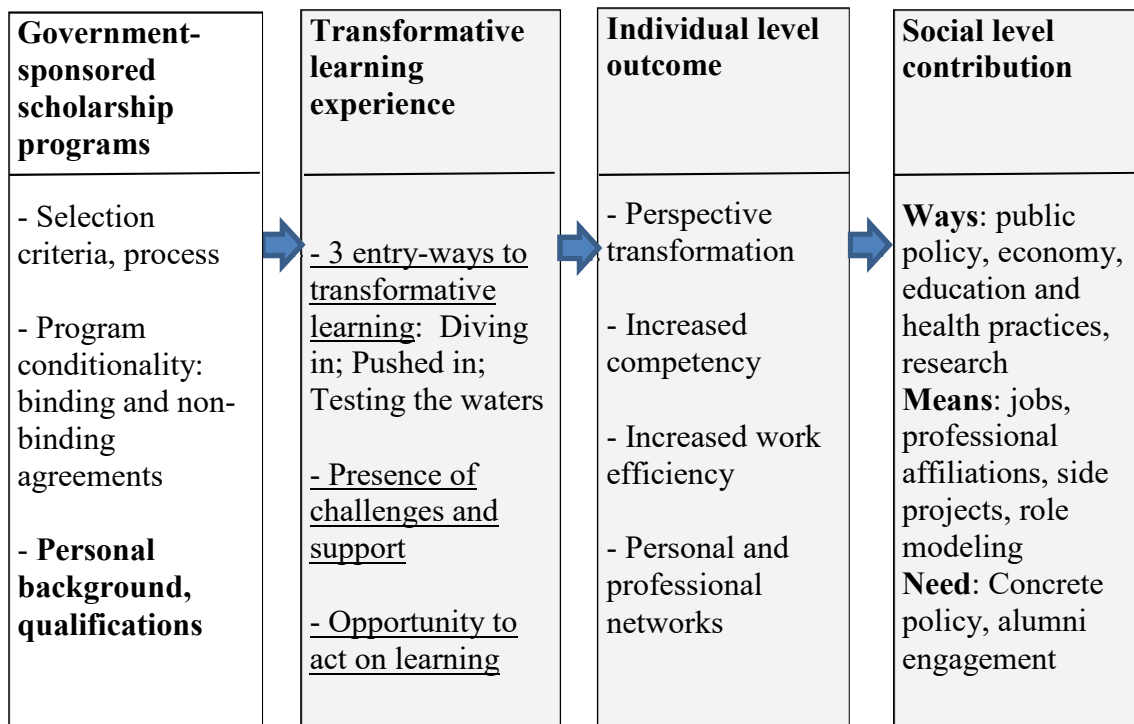 Government-
sponsored
scholarship
programs
- Selection
criteria, process
- Program
conditionality:
binding and non-
binding
agreements
- Personal
background,
qualifications
Transformative
learning
experience
- 3 entry-ways to
transformative
learning: Diving
in; Pushed in;
Testing the waters
- Presence of
challenges and
support
- Opportunity to
act on learning
Individual level
outcome
- Perspective
transformation
- Increased
competency
- Increased work
efficiency
- Personal and
professional
networks
Social level
contribution
Ways: public
policy, economy,
education and
health practices,
research
Means: jobs,
professional
affiliations, side
projects, role
modeling
Need: Concrete
policy, alumni
engagement